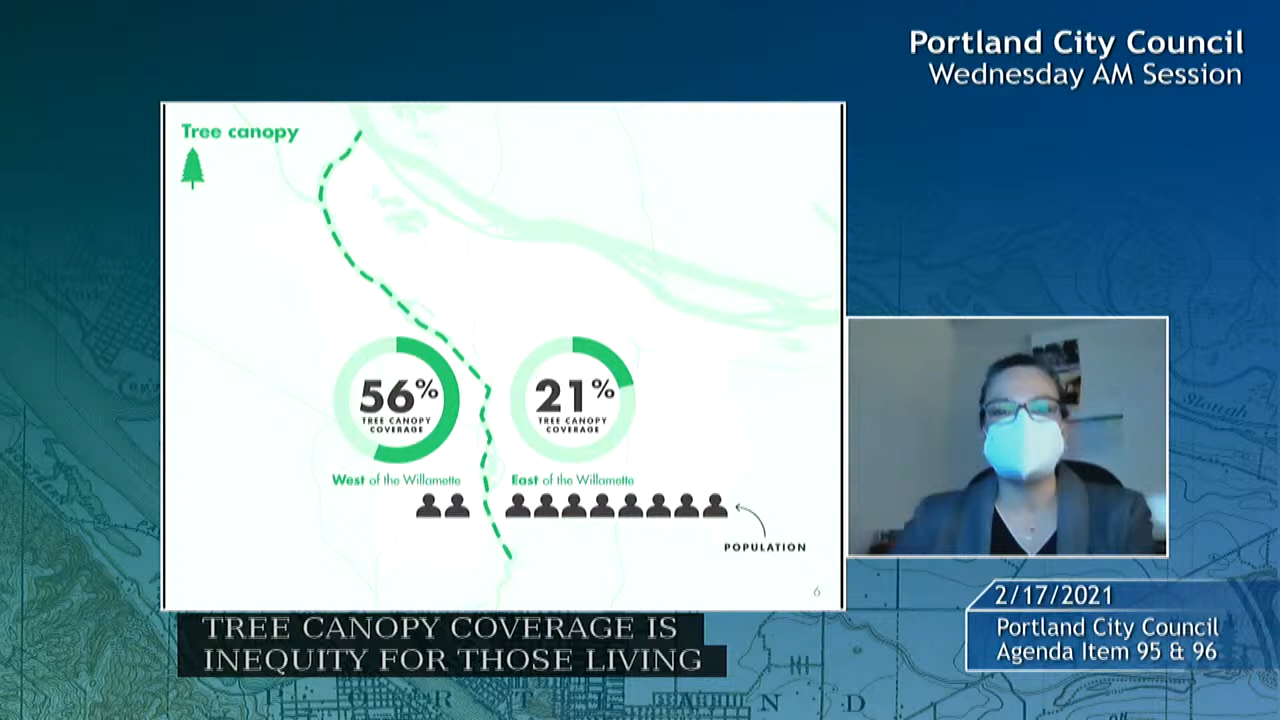 Portland City Council
Wednesday AM Session
Tree canopy
56%
TREE CANOPY
COVERAGE
21%
TREE CANOPY
COVERAGE
West of the Willamette
East of the Willamette
POPULATION
6
Slough
2/17/2021
Portland City Council
Agenda Item 95 & 96
TREE CANOPY COVERAGE IS
INEQUITY FOR THOSE LIVING